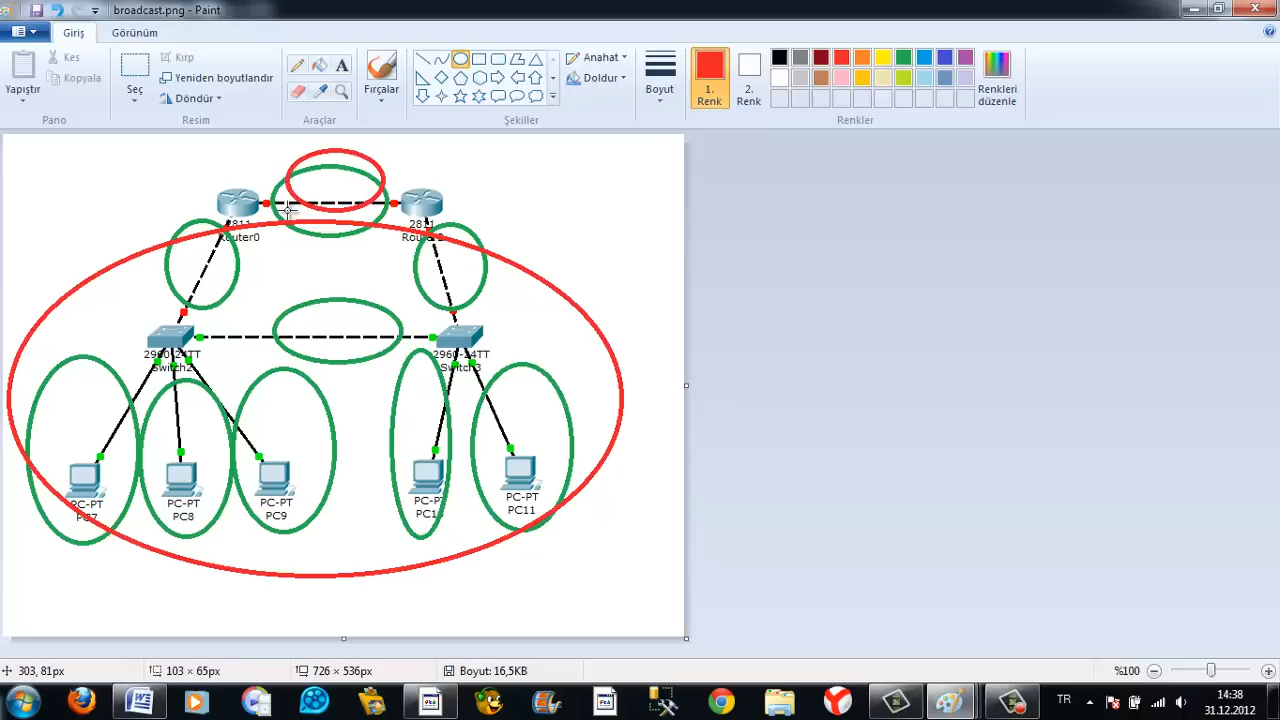 broadcast.png - Paint
Giriş
Görünüm
Yapıştır
Kes
Kopyala
Pano
Seç
Kırp
Yeniden boyutlandır
Döndür
Resim
A
Araçlar
Fırçalar
Şekiller
Anahat
Doldur
Boyut
1. Renk
2. Renk
Renkleri düzenle
Renkler
2811
Router0
2811
2960-24TT
Switch2
2960-24TT
Switch3
PC-PT
PC7
PC-PT
PC8
PC-PT
PC9
PC-PT
PC-PT
PC11
303, 81px
103 × 65px
726 × 536px
Boyut: 16,5KB
%100
TR
14:38
31.12.2012